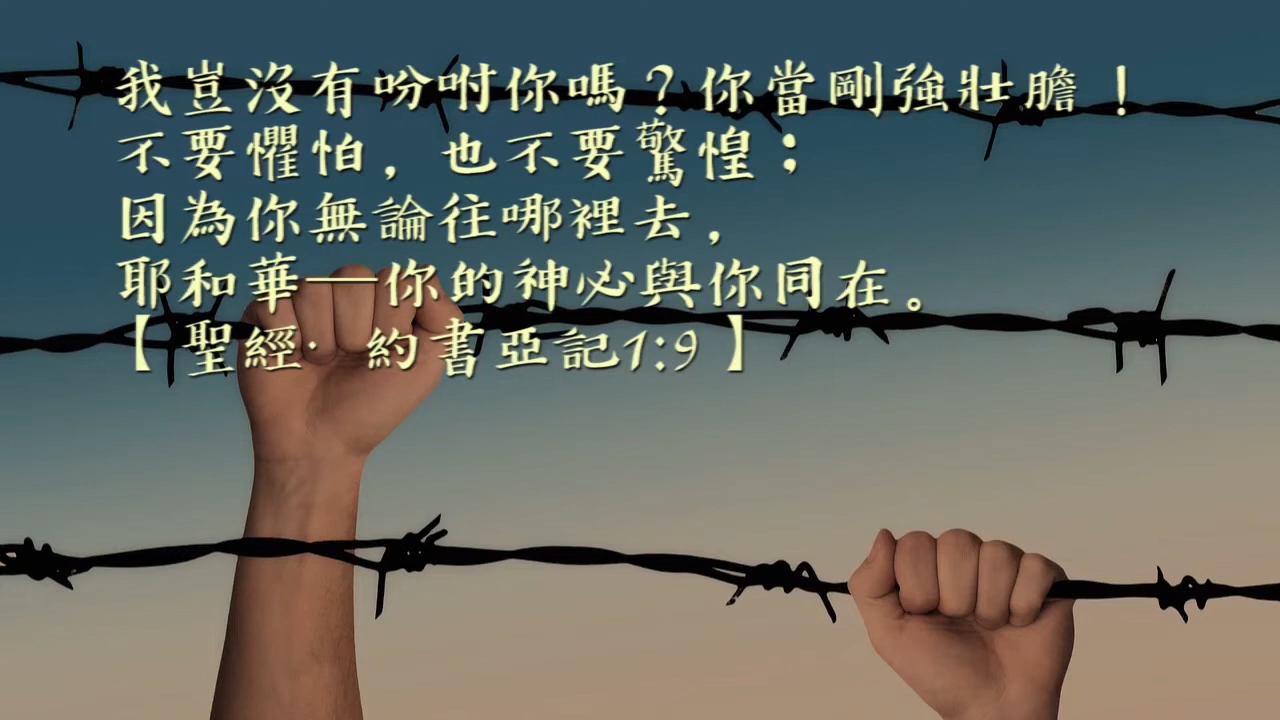 我豈沒有吩咐你嗎？你當剛強壯膽！
不要懼怕，也不要驚惶；
因為你無論往哪裡去，
耶和華—你的神必與你同在。
【聖經·約書亞記1:9】